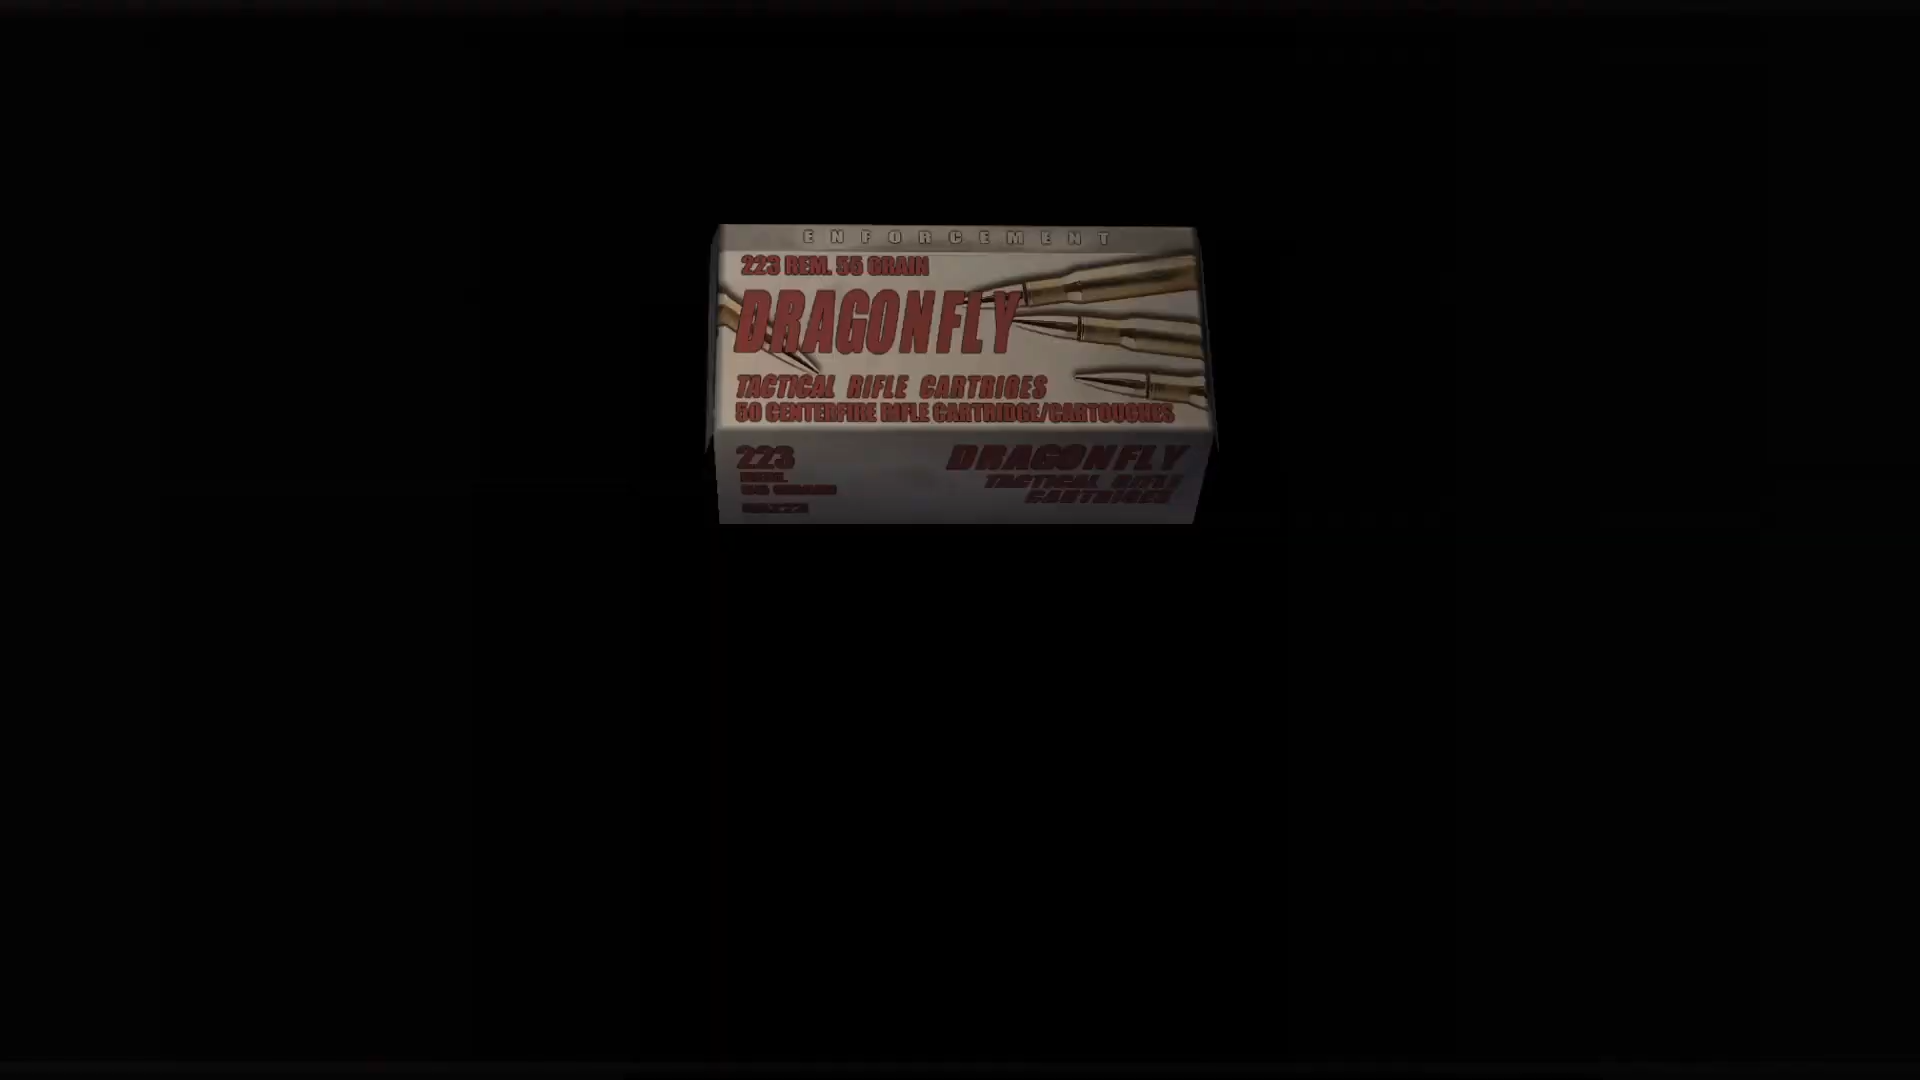 ENFORCEMENT
223 REM. 55 GRAIN
DRAGONFLY
TACTICAL RIFLE CARTRIGES
50 CENTERFIRE RIFLE CARTRIDGE/CARTOUCHES
223
DRAGONFLY
TACTICAL RIFLE
CARTRIGES